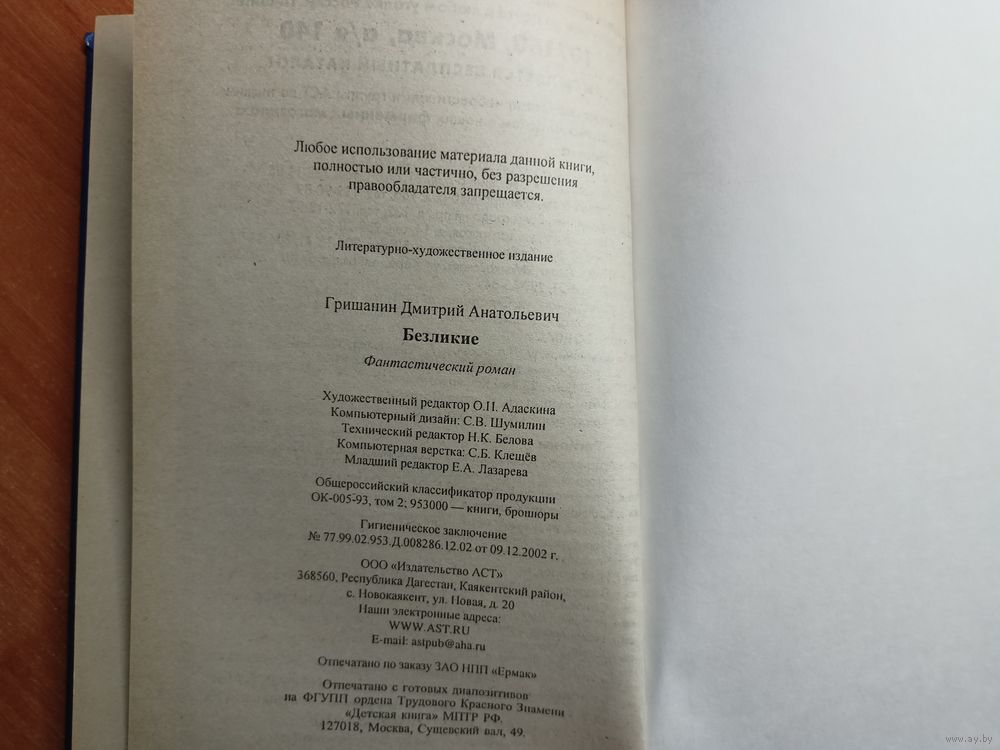 Любое использование материала данной книги,
полностью или частично, без разрешения
правообладателя запрещается.
Литературно-художественное издание
Гришанин Дмитрий Анатольевич
Безликие
Фантастический роман
Художественный редактор О.Н. Адаскина
Компьютерный дизайн: С.В. Шумилин
Технический редактор Н.К. Белова
Компьютерная верстка: С.Б. Клещёв
Младший редактор Е.А. Лазарева
Общероссийский классификатор продукции
ОК-005-93, том 2; 953000 — книги, брошюры
Гигиеническое заключение
№ 77.99.02.953.Д.008286.12.02 от 09.12.2002 г.
ООО «Издательство АСТ»
368560, Республика Дагестан, Каякентский район,
с. Новокаякент, ул. Новая, д. 20
Наши электронные адреса:
WWW.AST.RU
E-mail: astpub@aha.ru
Отпечатано по заказу ЗАО НПП «Ермак»
Отпечатано с готовых диапозитивов
на ФГУПП ордена Трудового Красного Знамени
«Детская книга» МПТР РФ.
127018, Москва, Сущевский вал, 49.
www.ay.by